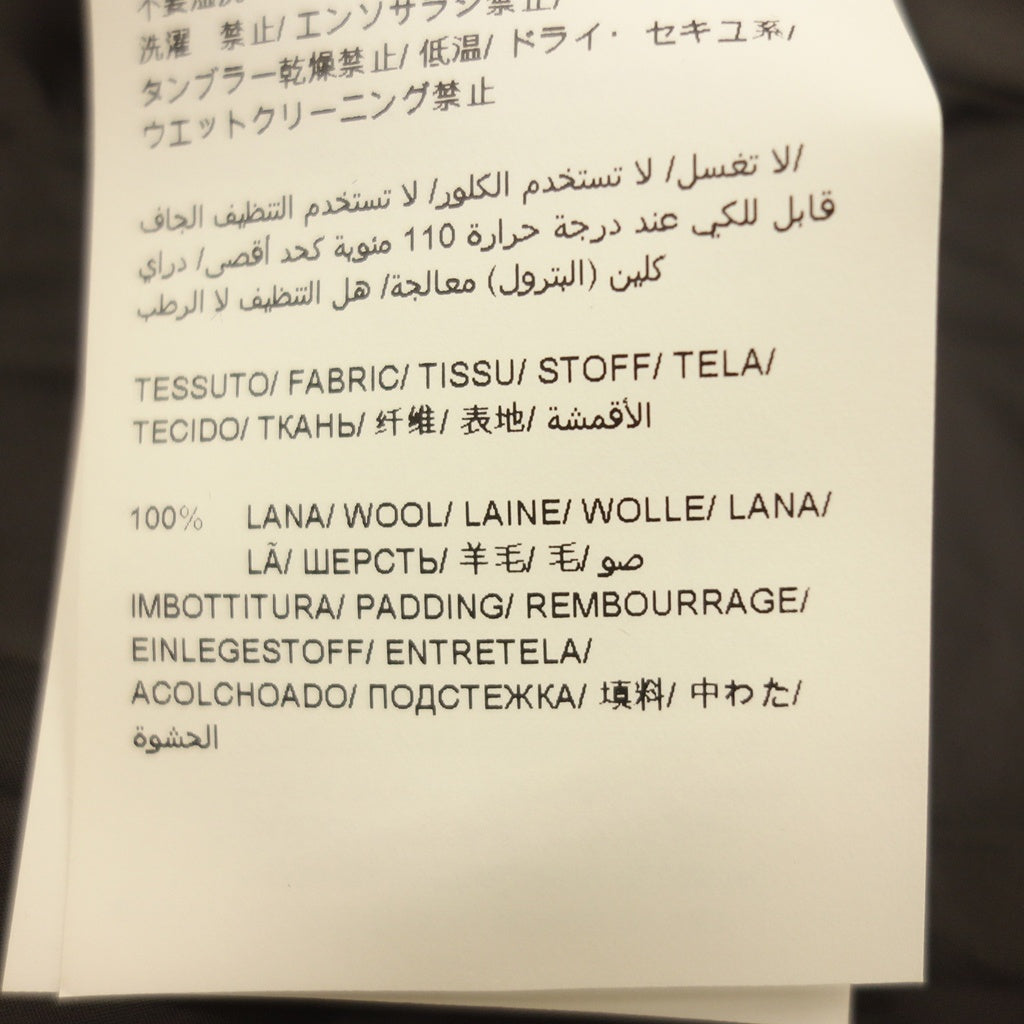 洗濯 禁止/ エンソサラシ禁止/
タンブラー乾燥禁止/ 低温/ ドライ・ セキユ系/
ウエットクリーニング禁止
لا تغسل/ لا تستخدم الكلور/ لا تستخدم التنظيف الجاف/
قابل للكي عند درجة حرارة 110 مئوية كحد أقصى/ دراي
كلين (البترول) معالجة/ هل التنظيف لا الرطب
TESSUTO/ FABRIC/ TISSU/ STOFF/ TELA/
TECIDO/ ТКАНЬ/ 纤维/ 表地/ الأقمشة
100% LANA/ WOOL/ LAINE/ WOLLE/ LANA/
LÃ/ ШЕРСТЬ/ 羊毛/ 毛/ صو
IMBOTTITURA/ PADDING/ REMBOURRAGE/
EINLEGESTOFF/ ENTRETELA/
ACOLCHOADO/ ПОДСТЕЖКА/ 填料/ 中わた/
الحشوة